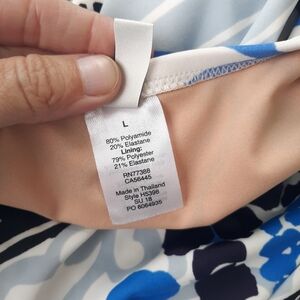 L
80% Polyamide
20% Elastane
Lining:
79% Polyester
21% Elastane
RN77388
CA56445
Made in Thailand
Style H5398
SU 18
PO 6064935